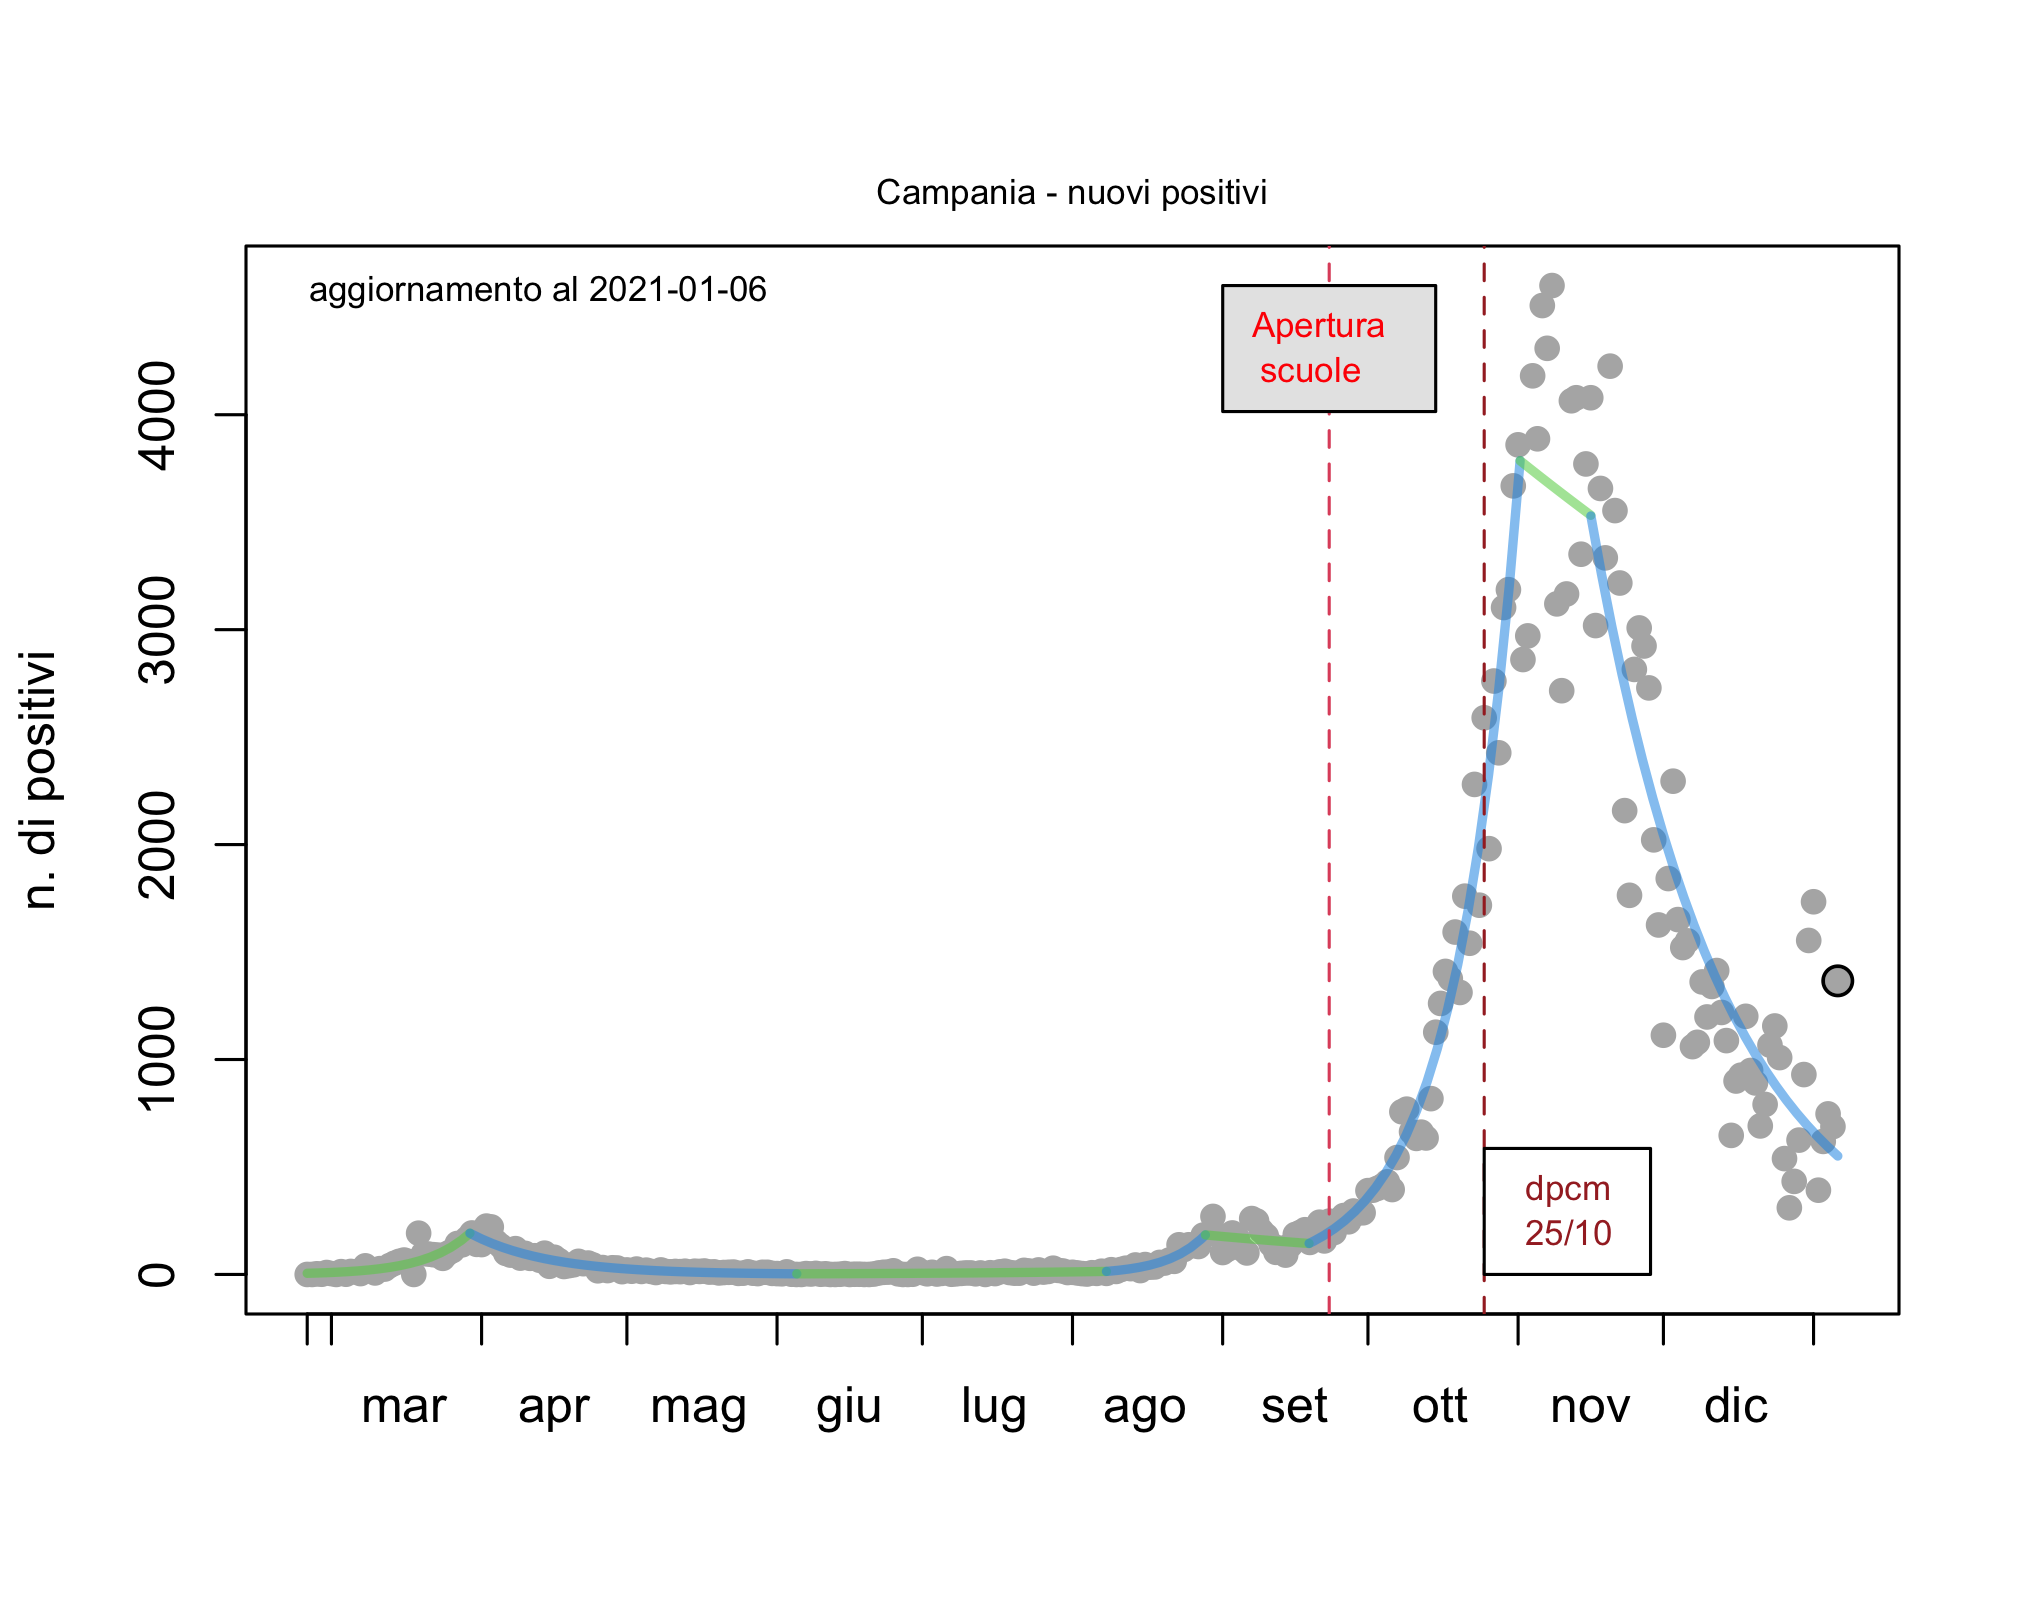 Campania - nuovi positivi
aggiornamento al 2021-01-06
Apertura
scuole
4000
3000
2000
1000
0
n. di positivi
dpcm
25/10
mar apr mag giu lug ago set ott nov dic